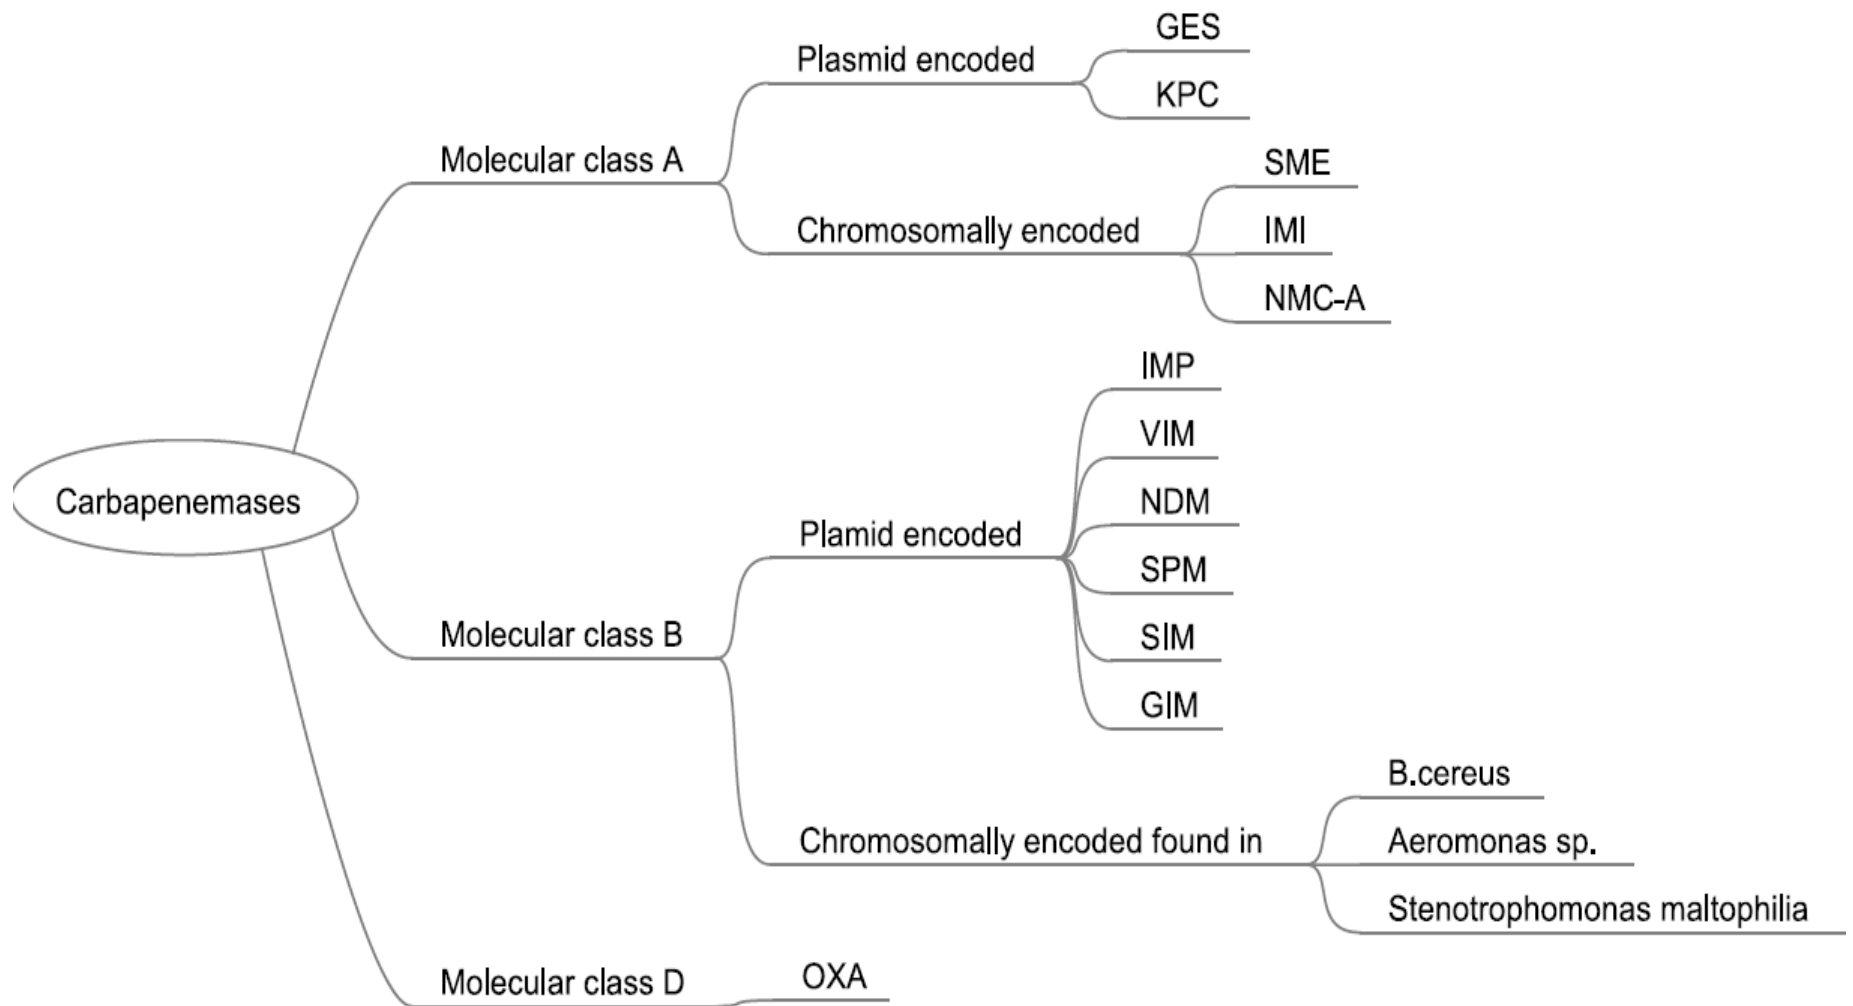 Carbapenemases
Molecular class A
Plasmid encoded
GES
KPC
Chromosomally encoded
SME
IMI
NMC-A
Molecular class B
Plamid encoded
IMP
VIM
NDM
SPM
SIM
GIM
Chromosomally encoded found in
B.cereus
Aeromonas sp.
Stenotrophomonas maltophilia
Molecular class D
OXA